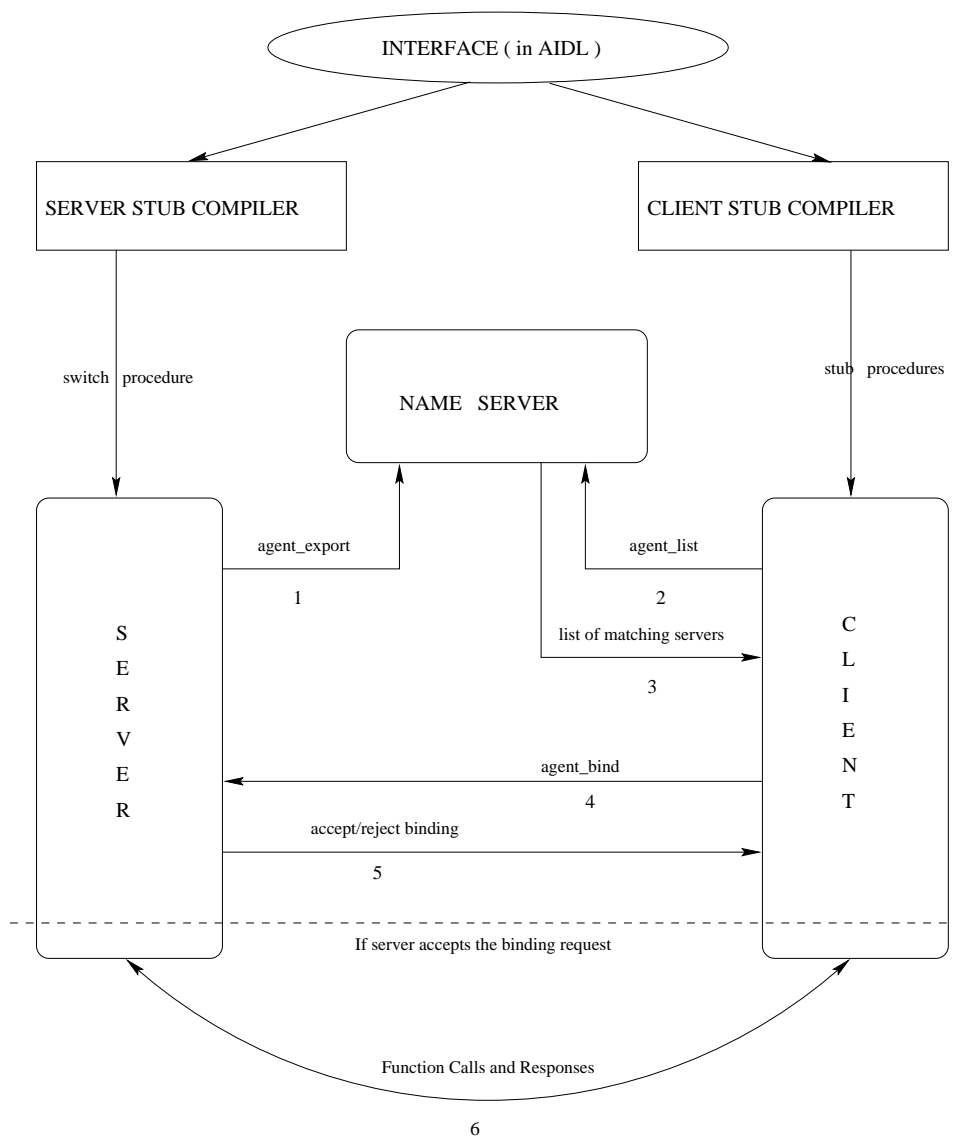 INTERFACE ( in AIDL )
SERVER STUB COMPILER
CLIENT STUB COMPILER
switch procedure
stub procedures
NAME SERVER
agent_export
1
agent_list
2
list of matching servers
3
S
E
R
V
E
R
C
L
I
E
N
T
agent_bind
4
accept/reject binding
5
If server accepts the binding request
Function Calls and Responses
6